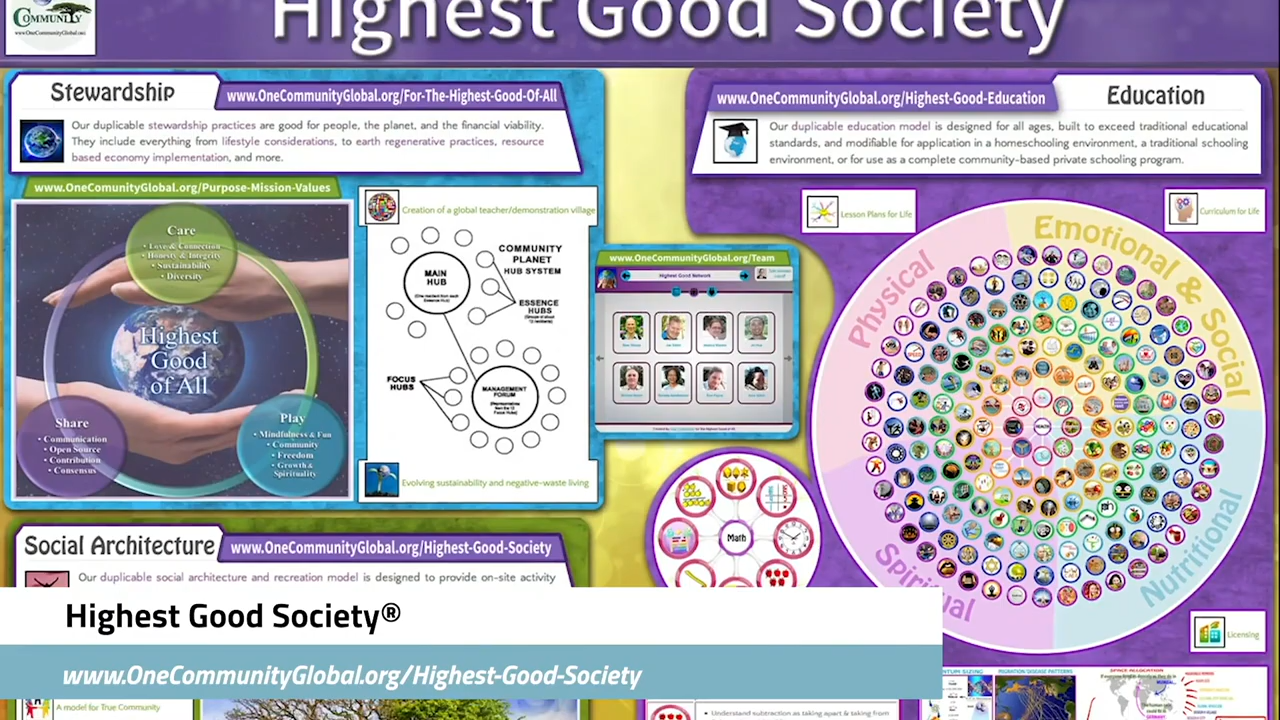 Highest Good Society
COMMUNITY
www.OneCommunityGlobal.org
Stewardship
www.OneCommunityGlobal.org/For-The-Highest-Good-Of-All
Our duplicable stewardship practices are good for people, the planet, and the financial viability.
They include everything from lifestyle considerations, to earth regenerative practices, resource
based economy implementation, and more.
www.OneComunityGlobal.org/Purpose-Mission-Values
Care
• Love & Connection
• Honesty & Integrity
• Sustainability
• Diversity
Highest
Good
of All
Share
• Communication
• Open Source
• Contribution
• Consensus
Play
• Mindfulness & Fun
• Community
• Freedom
• Growth &
Spirituality
Creation of a global teacher/demonstration village
COMMUNITY
PLANET
HUB SYSTEM
MAIN
HUB
ESSENCE
HUBS
FOCUS
HUBS
MANAGEMENT
FORUM
Evolving sustainability and negative-waste living
www.OneCommunityGlobal.org/Team
Highest Good Network
www.OneCommunityGlobal.org/Highest-Good-Education
Education
Our duplicable education model is designed for all ages, built to exceed traditional educational
standards, and modifiable for application in a homeschooling environment, a traditional schooling
environment, or for use as a complete community-based private schooling program.
Lesson Plans for Life
Curriculum for Life
Physical
Emotional & Social
Nutritional
Math
Licensing
Social Architecture
www.OneCommunityGlobal.org/Highest-Good-Society
Our duplicable social architecture and recreation model is designed to provide on-site activity
Highest Good Society®
www.OneCommunityGlobal.org/Highest-Good-Society
A model for True Community
• Understand subtraction as taking apart & taking from
MIGRATION/DISEASE PATTERNS
SPACE ALLOCATION